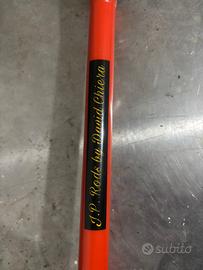 J.P. Rods by David Chiera
subito